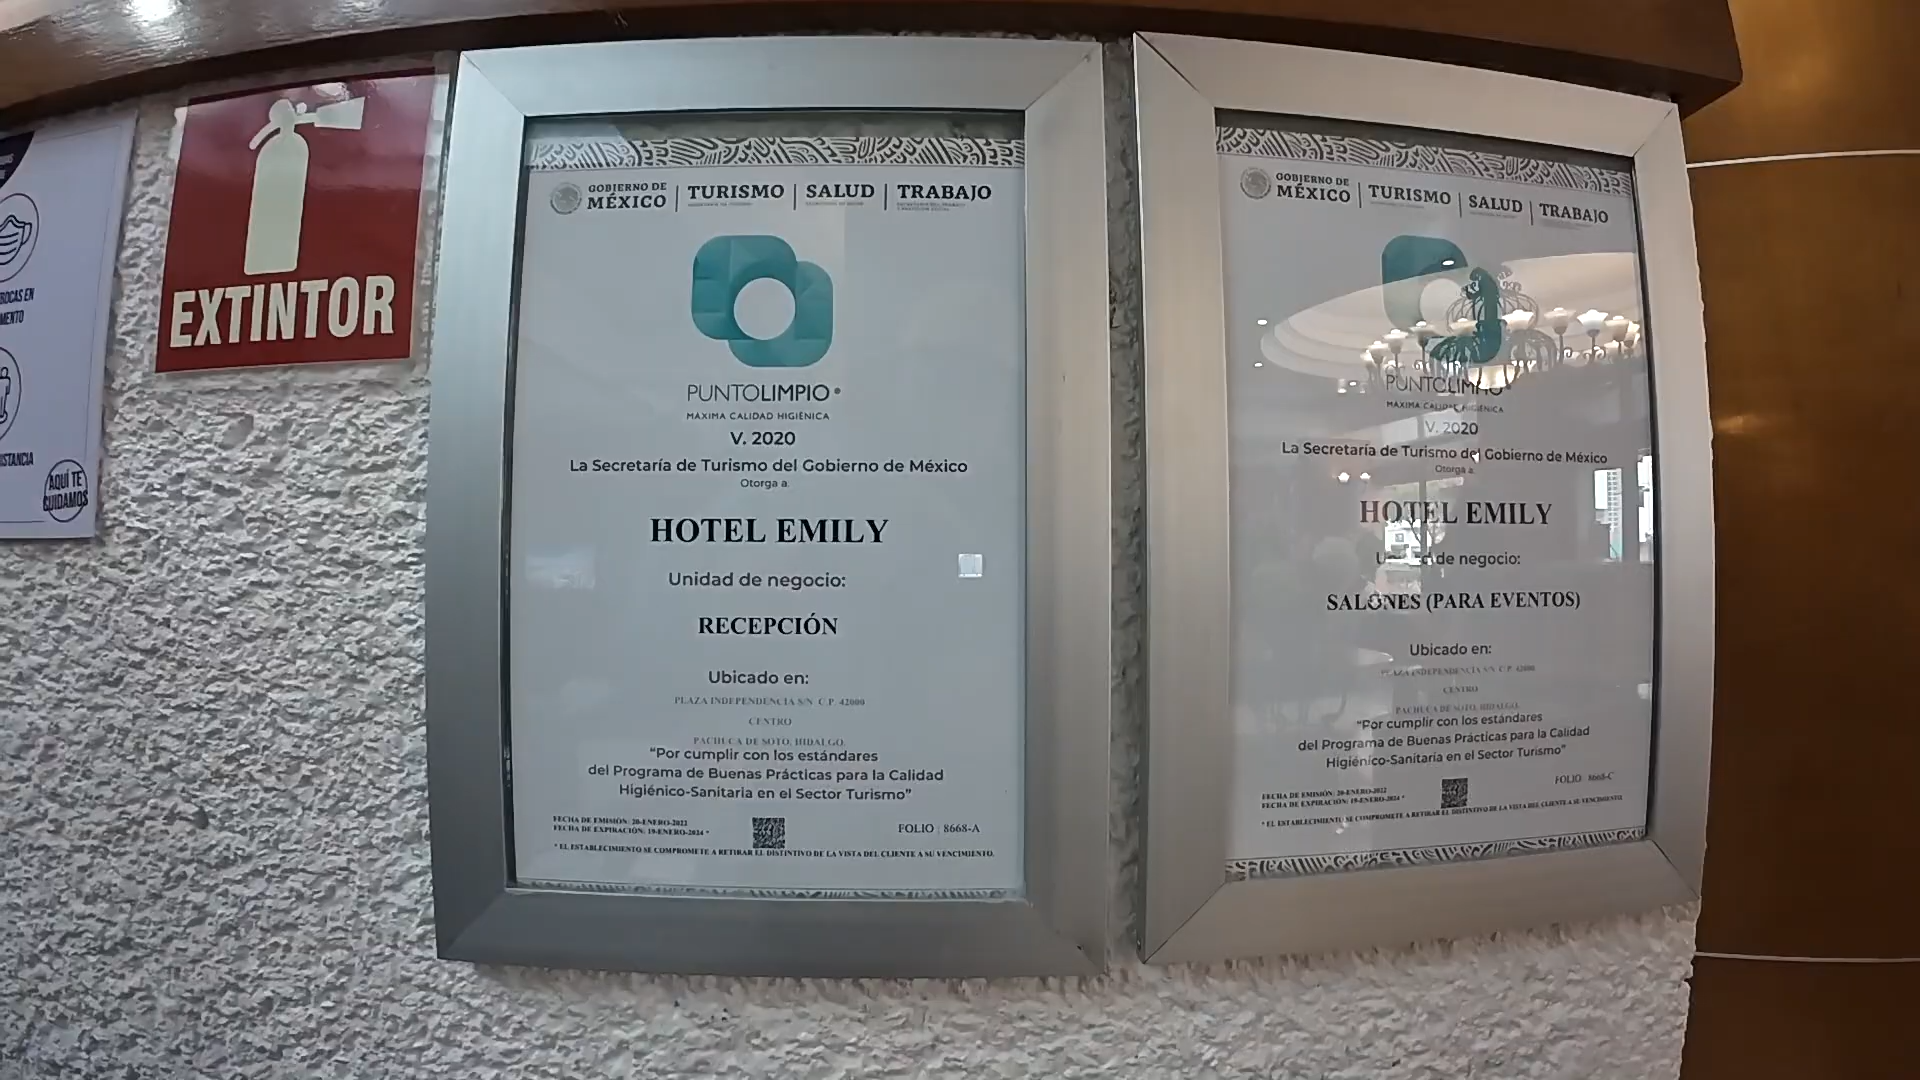 BOCAS EN
MENTO
ISTANCIA
AQUÍ TE
CUIDAMOS
EXTINTOR
GOBIERNO DE
MÉXICO
TURISMO
SALUD
TRABAJO
PUNTOLIMPIO
MÁXIMA CALIDAD HIGIÉNICA
V. 2020
La Secretaría de Turismo del Gobierno de México
Otorga a:
HOTEL EMILY
Unidad de negocio:
RECEPCIÓN
Ubicado en:
PLAZA INDEPENDENCIA S/N C.P. 42000
CENTRO
PACHUCA DE SOTO, HIDALGO.
“Por cumplir con los estándares
del Programa de Buenas Prácticas para la Calidad
Higiénico-Sanitaria en el Sector Turismo”
FECHA DE EMISIÓN: 20-ENERO-2022
FECHA DE EXPIRACIÓN: 19-ENERO-2024 *
FOLIO : 8668-A
* EL ESTABLECIMIENTO SE COMPROMETE A RETIRAR EL DISTINTIVO DE LA VISTA DEL CLIENTE A SU VENCIMIENTO.
GOBIERNO DE
MÉXICO
TURISMO
SALUD
TRABAJO
PUNTOLIMPIO
MÁXIMA CALIDAD HIGIÉNICA
V. 2020
La Secretaría de Turismo del Gobierno de México
Otorga a:
HOTEL EMILY
Unidad de negocio:
SALONES (PARA EVENTOS)
Ubicado en:
PLAZA INDEPENDENCIA S/N C.P. 42000
CENTRO
PACHUCA DE SOTO, HIDALGO.
“Por cumplir con los estándares
del Programa de Buenas Prácticas para la Calidad
Higiénico-Sanitaria en el Sector Turismo”
FECHA DE EMISIÓN: 20-ENERO-2022
FECHA DE EXPIRACIÓN: 19-ENERO-2024 *
FOLIO : 8668-C
* EL ESTABLECIMIENTO SE COMPROMETE A RETIRAR EL DISTINTIVO DE LA VISTA DEL CLIENTE A SU VENCIMIENTO.